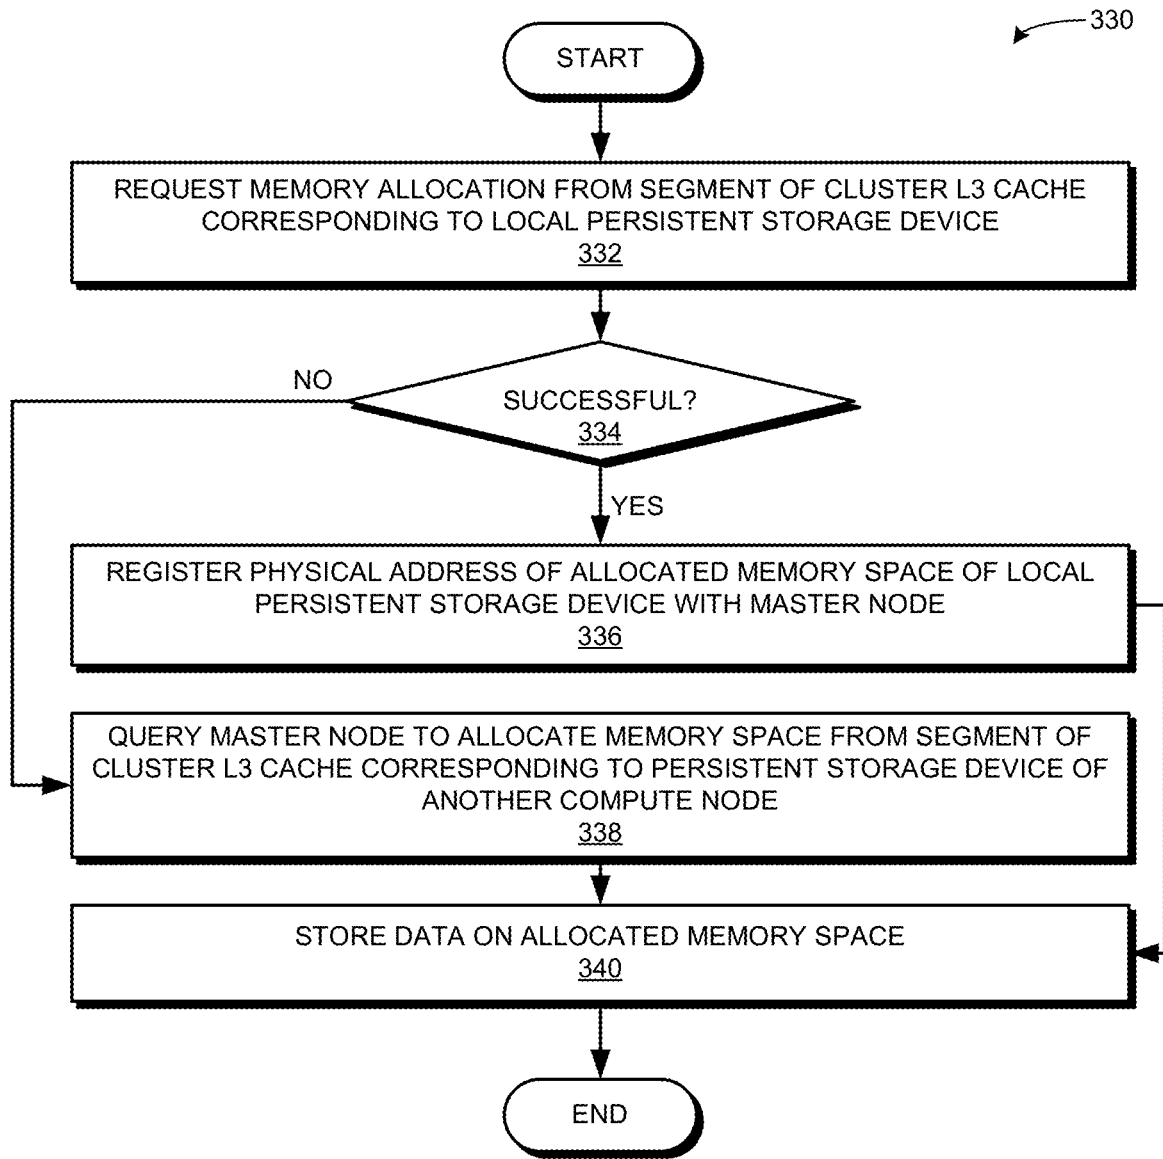 330
START
REQUEST MEMORY ALLOCATION FROM SEGMENT OF CLUSTER L3 CACHE
CORRESPONDING TO LOCAL PERSISTENT STORAGE DEVICE
332
NO
SUCCESSFUL?
334
YES
REGISTER PHYSICAL ADDRESS OF ALLOCATED MEMORY SPACE OF LOCAL
PERSISTENT STORAGE DEVICE WITH MASTER NODE
336
QUERY MASTER NODE TO ALLOCATE MEMORY SPACE FROM SEGMENT OF
CLUSTER L3 CACHE CORRESPONDING TO PERSISTENT STORAGE DEVICE OF
ANOTHER COMPUTE NODE
338
STORE DATA ON ALLOCATED MEMORY SPACE
340
END